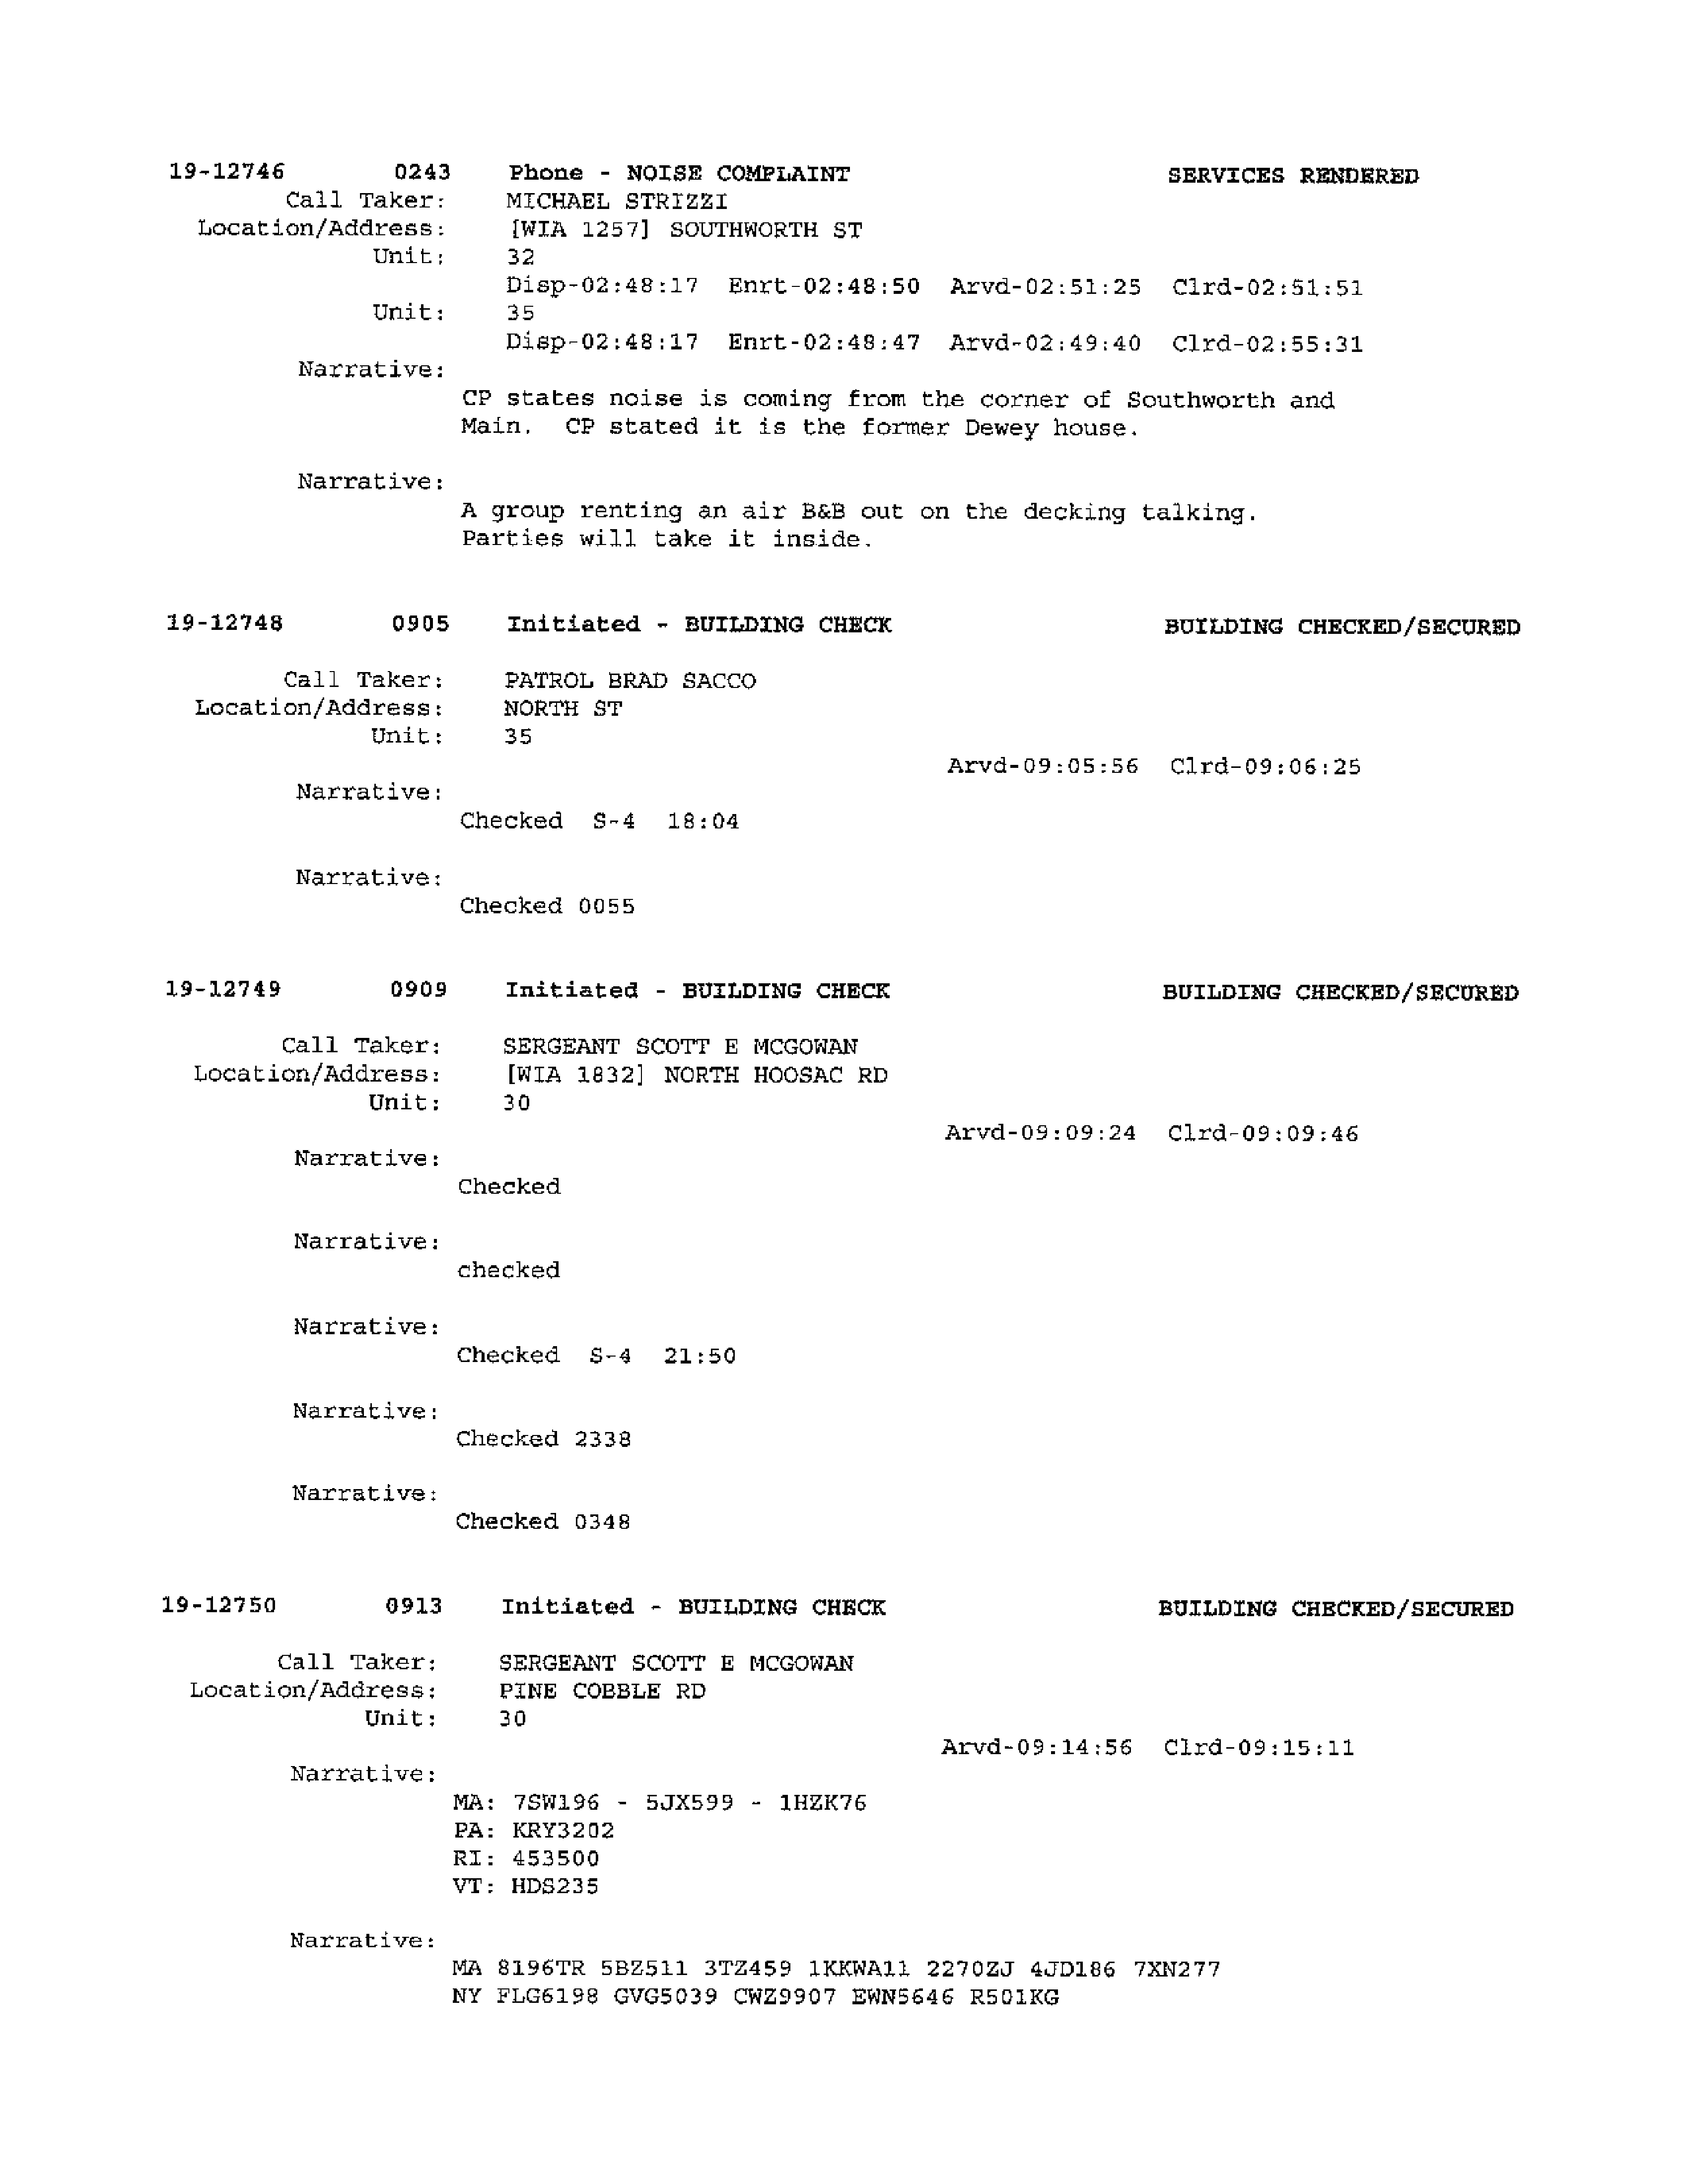 19-12746 0243 Phone - NOISE COMPLAINT SERVICES RENDERED
Call Taker: MICHAEL STRIZZI
Location/Address: [WIA 1257] SOUTHWORTH ST
Unit: 32
Disp-02:48:17 Enrt-02:48:50 Arvd-02:51:25 Clrd-02:51:51
Unit: 35
Disp-02:48:17 Enrt-02:48:47 Arvd-02:49:40 Clrd-02:55:31
Narrative:
CP states noise is coming from the corner of Southworth and
Main. CP stated it is the former Dewey house.
Narrative:
A group renting an air B&B out on the decking talking.
Parties will take it inside.
19-12748 0905 Initiated - BUILDING CHECK BUILDING CHECKED/SECURED
Call Taker: PATROL BRAD SACCO
Location/Address: NORTH ST
Unit: 35
Arvd-09:05:56 Clrd-09:06:25
Narrative:
Checked S-4 18:04
Narrative:
Checked 0055
19-12749 0909 Initiated - BUILDING CHECK BUILDING CHECKED/SECURED
Call Taker: SERGEANT SCOTT E MCGOWAN
Location/Address: [WIA 1832] NORTH HOOSAC RD
Unit: 30
Arvd-09:09:24 Clrd-09:09:46
Narrative:
Checked
Narrative:
checked
Narrative:
Checked S-4 21:50
Narrative:
Checked 2338
Narrative:
Checked 0348
19-12750 0913 Initiated - BUILDING CHECK BUILDING CHECKED/SECURED
Call Taker: SERGEANT SCOTT E MCGOWAN
Location/Address: PINE COBBLE RD
Unit: 30
Arvd-09:14:56 Clrd-09:15:11
Narrative:
MA: 7SW196 - 5JX599 - 1HZK76
PA: KRY3202
RI: 453500
VT: HDS235
Narrative:
MA 8196TR 5BZ511 3TZ459 1KKWA11 2270ZJ 4JD186 7XN277
NY FLG6198 GVG5039 CWZ9907 EWN5646 R501KG